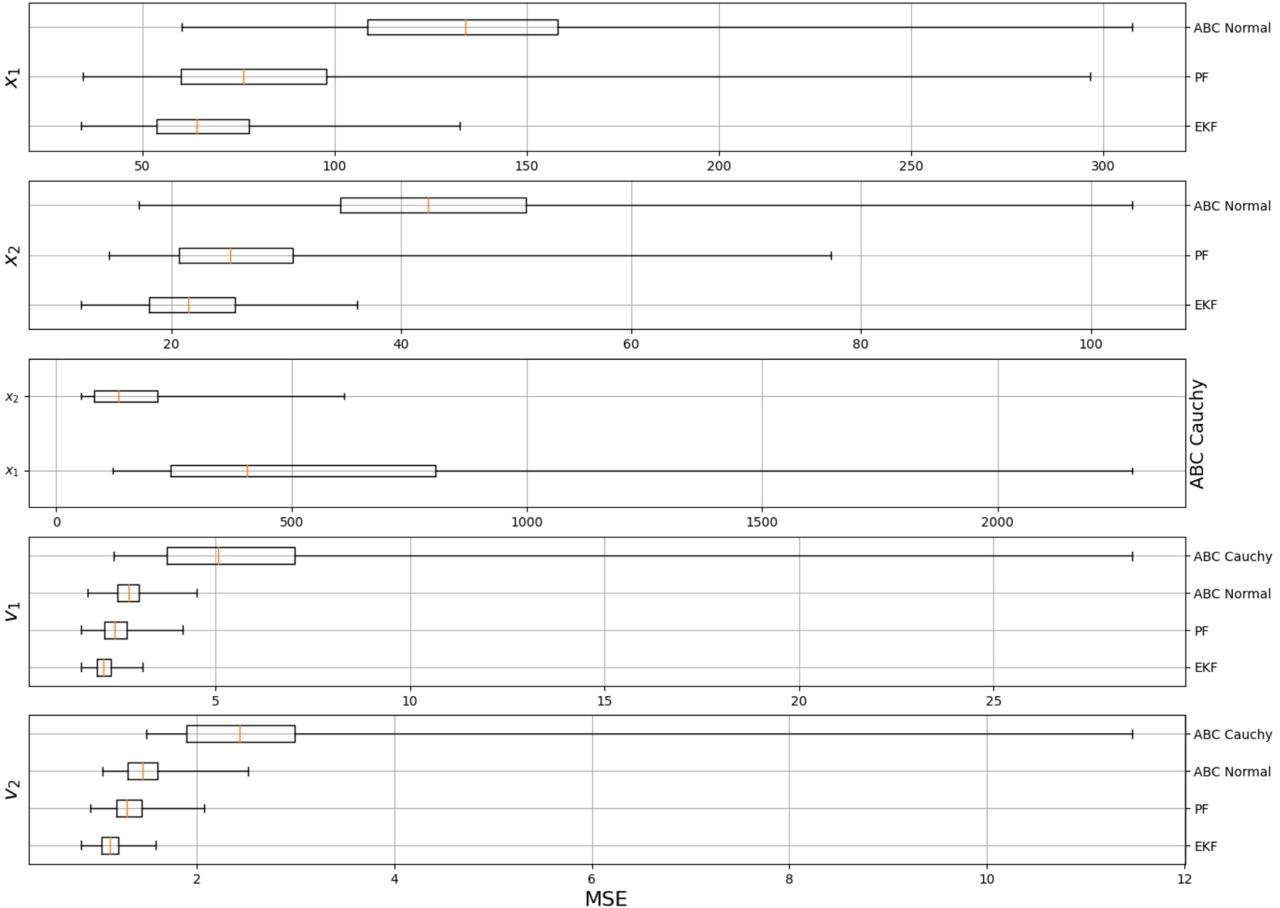 x₁
ABC Normal
PF
EKF
50 100 150 200 250 300
x₂
ABC Normal
PF
EKF
20 40 60 80 100
x₂
x₁
ABC Cauchy
0 500 1000 1500 2000
v₁
ABC Cauchy
ABC Normal
PF
EKF
5 10 15 20 25
v₂
ABC Cauchy
ABC Normal
PF
EKF
2 4 6 8 10 12
MSE